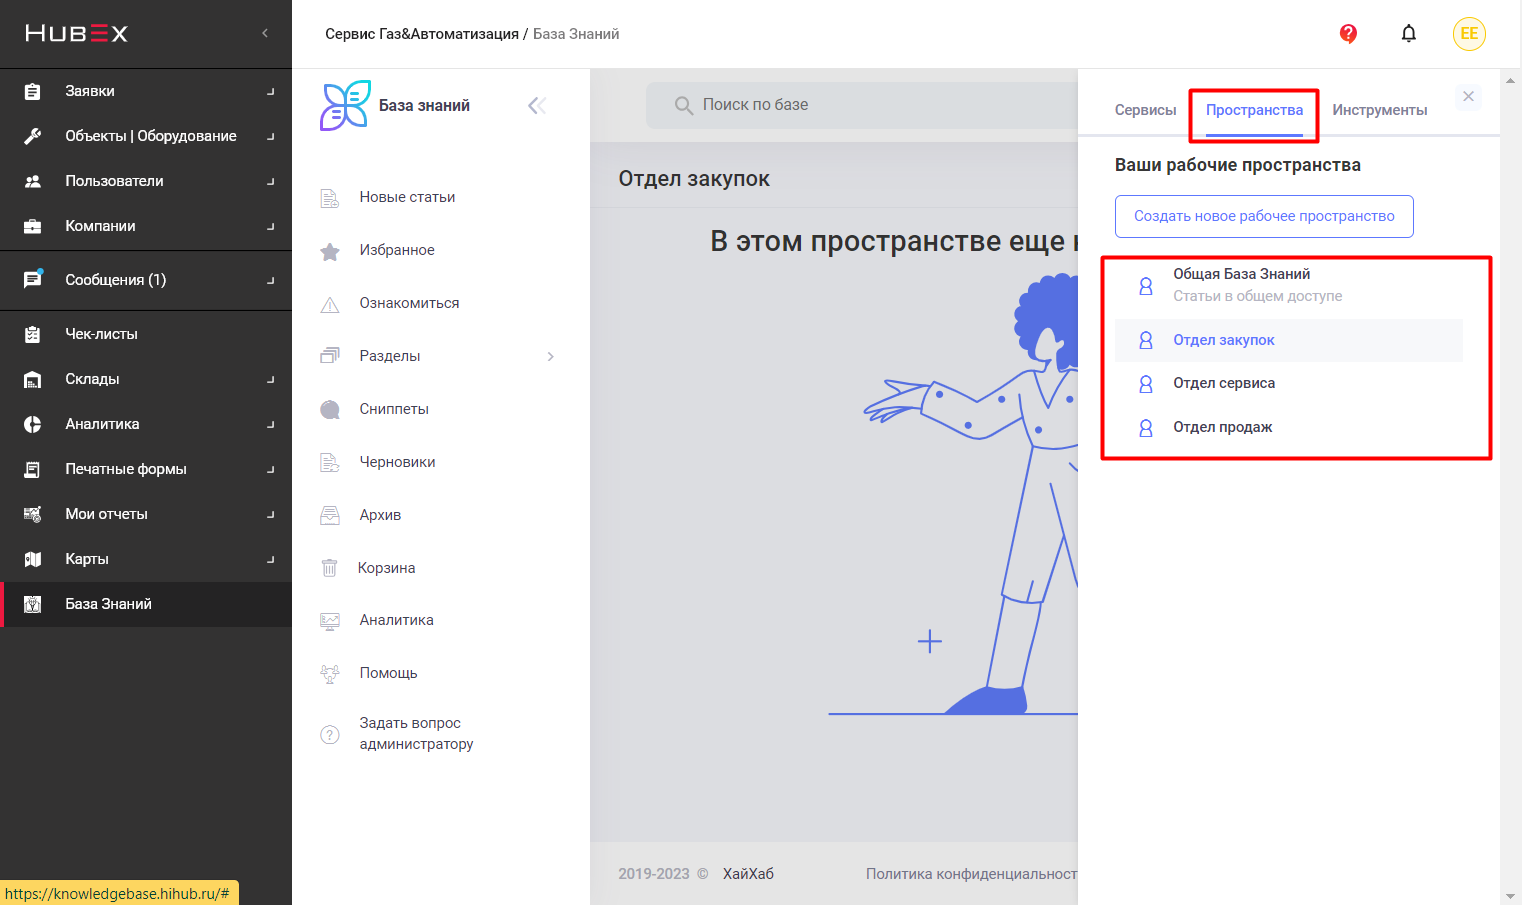 HUBEX
Заявки
Объекты | Оборудование
Пользователи
Компании
Сообщения (1)
Чек-листы
Склады
Аналитика
Печатные формы
Мои отчеты
Карты
База Знаний
https://knowledgebase.hihub.ru/#
Сервис Газ&Автоматизация / База Знаний
EE
База знаний
Новые статьи
Избранное
Ознакомиться
Разделы
Сниппеты
Черновики
Архив
Корзина
Аналитика
Помощь
Задать вопрос
администратору
Поиск по базе
Отдел закупок
В этом пространстве еще
2019-2023 © ХайХаб
Политика конфиденциальност
Сервисы Пространства Инструменты
Ваши рабочие пространства
Создать новое рабочее пространство
Общая База Знаний
Статьи в общем доступе
Отдел закупок
Отдел сервиса
Отдел продаж